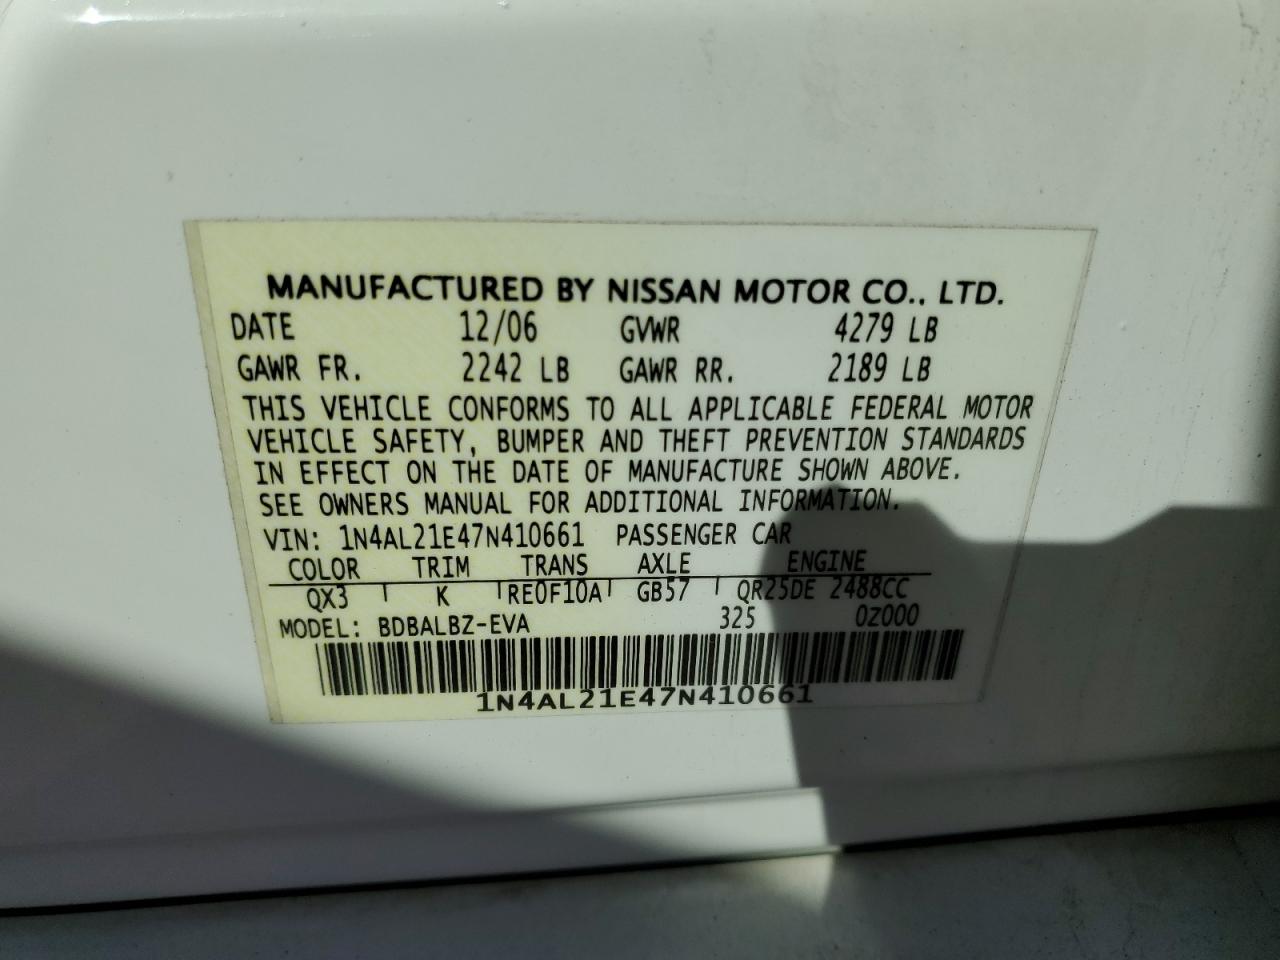 MANUFACTURED BY NISSAN MOTOR CO., LTD.
DATE 12/06 GVWR 4279 LB
GAWR FR. 2242 LB GAWR RR. 2189 LB
THIS VEHICLE CONFORMS TO ALL APPLICABLE FEDERAL MOTOR
VEHICLE SAFETY, BUMPER AND THEFT PREVENTION STANDARDS
IN EFFECT ON THE DATE OF MANUFACTURE SHOWN ABOVE.
SEE OWNERS MANUAL FOR ADDITIONAL INFORMATION.
VIN: 1N4AL21E47N410661 PASSENGER CAR
COLOR TRIM TRANS AXLE ENGINE
QX3 K RE0F10A GB57 QR25DE 2488CC
MODEL: BDBALBZ-EVA 325 0Z000
1N4AL21E47N410661